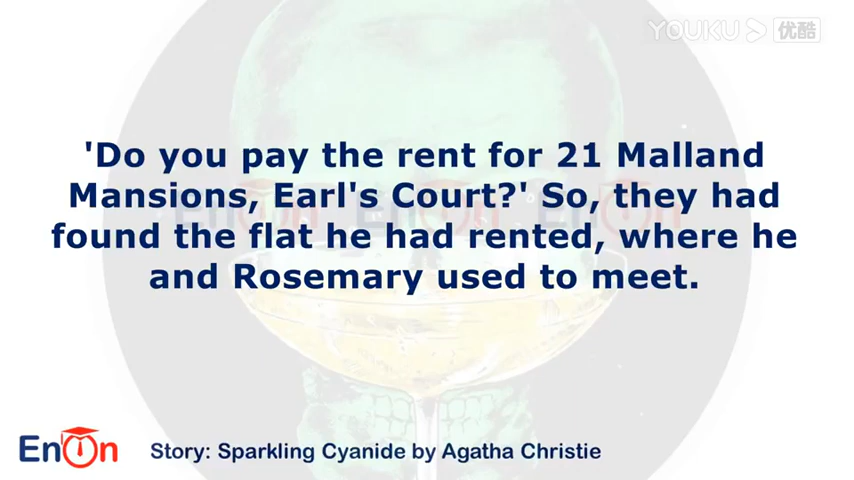 YOUKU 优酷
'Do you pay the rent for 21 Malland
Mansions, Earl's Court?' So, they had
found the flat he had rented, where he
and Rosemary used to meet.
EnOn
Story: Sparkling Cyanide by Agatha Christie